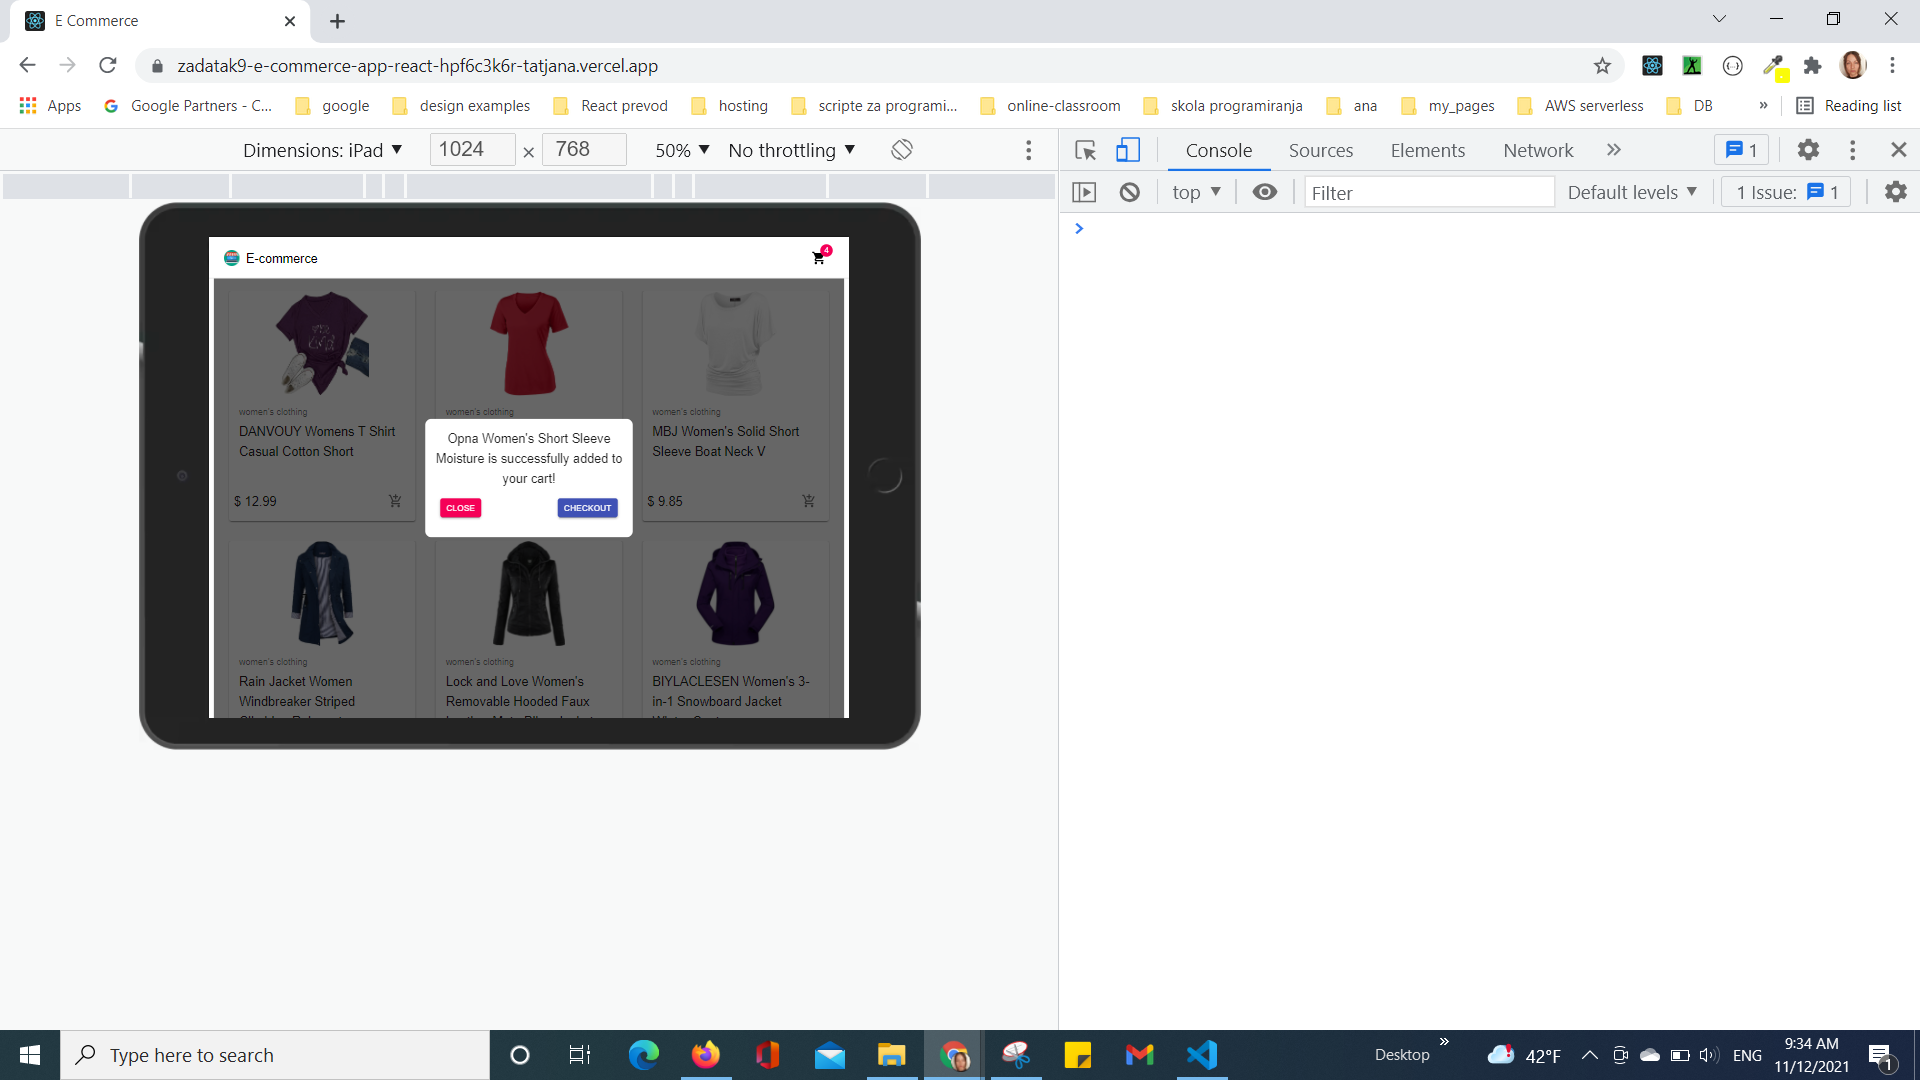 E Commerce
zadatak9-e-commerce-app-react-hpf6c3k6r-tatjana.vercel.app
Apps Google Partners - C... google design examples React prevod hosting scripte za programi... online-classroom skola programiranja ana my_pages AWS serverless DB » Reading list
Dimensions: iPad 1024 × 768 50% No throttling
Console Sources Elements Network » 1
top Filter Default levels 1 Issue: 1
E-commerce 4
women's clothing women's clothing women's clothing
DANVOUY Womens T Shirt
Casual Cotton Short
$ 12.99
MBJ Women's Solid Short
Sleeve Boat Neck V
$ 9.85
Opna Women's Short Sleeve
Moisture is successfully added to
your cart!
CLOSE CHECKOUT
women's clothing women's clothing women's clothing
Rain Jacket Women
Windbreaker Striped
Lock and Love Women's
Removable Hooded Faux
BIYLACLESEN Women's 3-
in-1 Snowboard Jacket
Type here to search
Desktop » 42°F ENG
9:34 AM
11/12/2021
1